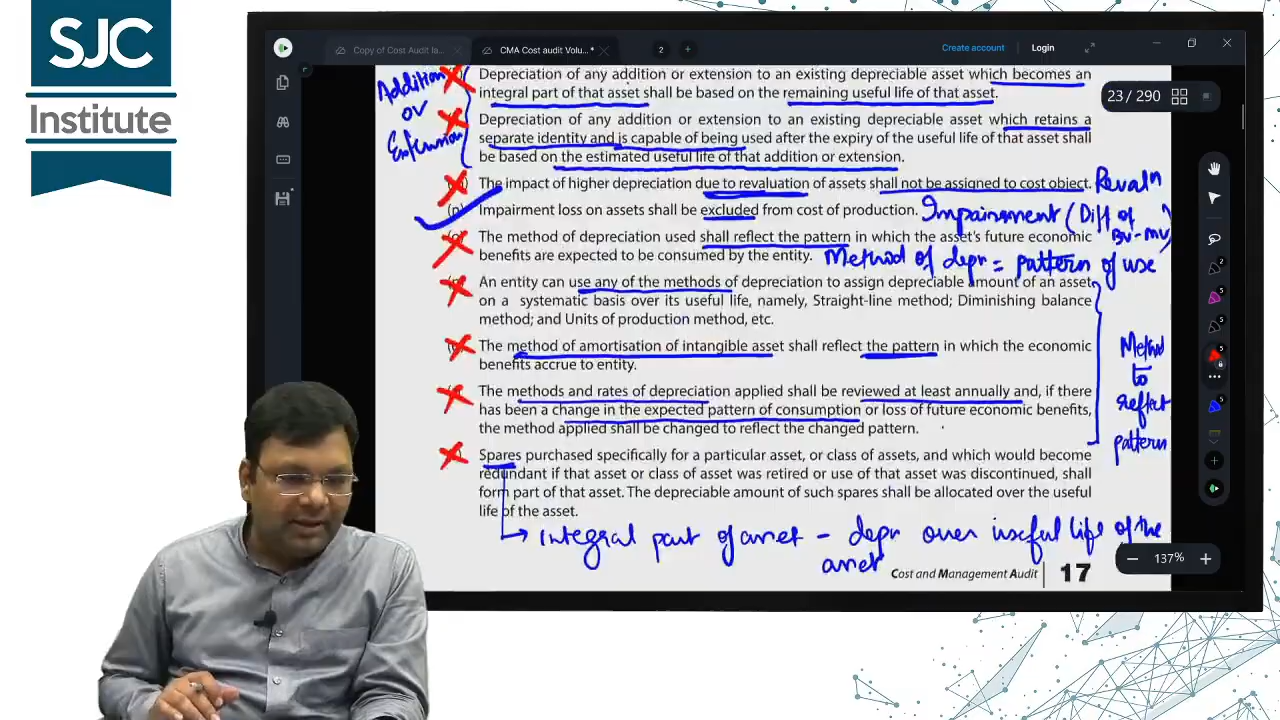 SJC
Institute
Copy of Cost Audit la...
CMA Cost audit Volu...*
2
Create account
Login
23 / 290
Addition
or
Extension
Depreciation of any addition or extension to an existing depreciable asset which becomes an
integral part of that asset shall be based on the remaining useful life of that asset.
Depreciation of any addition or extension to an existing depreciable asset which retains a
separate identity and is capable of being used after the expiry of the useful life of that asset shall
be based on the estimated useful life of that addition or extension.
The impact of higher depreciation due to revaluation of assets shall not be assigned to cost object. Revaln
(n) Impairment loss on assets shall be excluded from cost of production. Impairment (Diff of
BV-MV)
The method of depreciation used shall reflect the pattern in which the asset's future economic
benefits are expected to be consumed by the entity. Method of depr = pattern of use
An entity can use any of the methods of depreciation to assign depreciable amount of an asset
on a systematic basis over its useful life, namely, Straight-line method; Diminishing balance
method; and Units of production method, etc.
The method of amortisation of intangible asset shall reflect the pattern in which the economic
benefits accrue to entity.
The methods and rates of depreciation applied shall be reviewed at least annually and, if there
has been a change in the expected pattern of consumption or loss of future economic benefits,
the method applied shall be changed to reflect the changed pattern.
Method
to
reflect
pattern
Spares purchased specifically for a particular asset, or class of assets, and which would become
redundant if that asset or class of asset was retired or use of that asset was discontinued, shall
form part of that asset. The depreciable amount of such spares shall be allocated over the useful
life of the asset.
Integral part of asset - depr over useful life of the
asset
Cost and Management Audit 17
137%